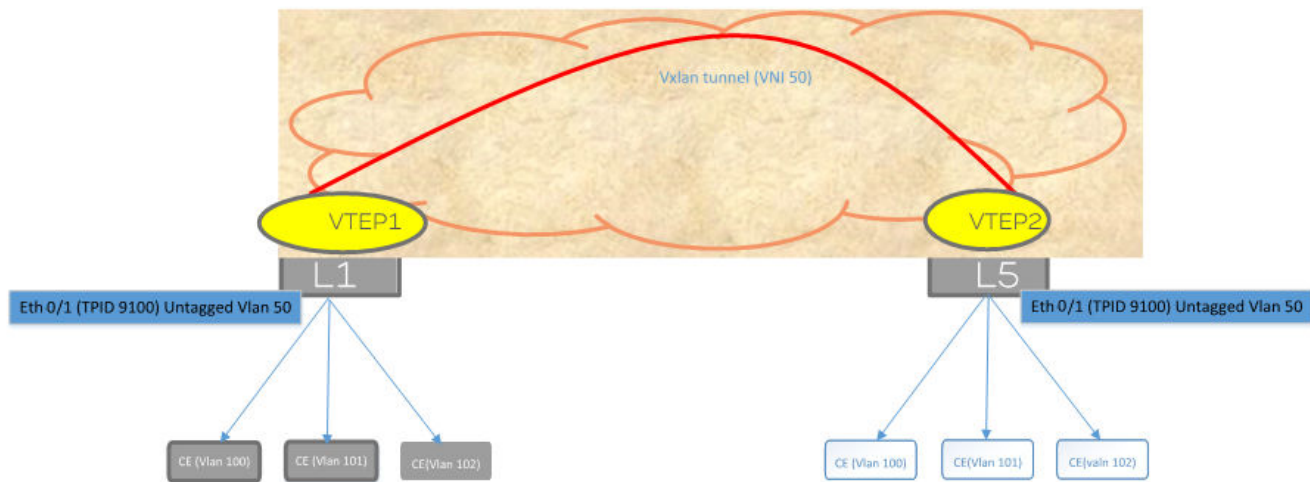 Vxlan tunnel (VNI 50)
VTEP1
VTEP2
L1
L5
Eth 0/1 (TPID 9100) Untagged Vlan 50
Eth 0/1 (TPID 9100) Untagged Vlan 50
CE (Vlan 100)
CE (Vlan 101)
CE(Vlan 102)
CE (Vlan 100)
CE(Vlan 101)
CE(valn 102)